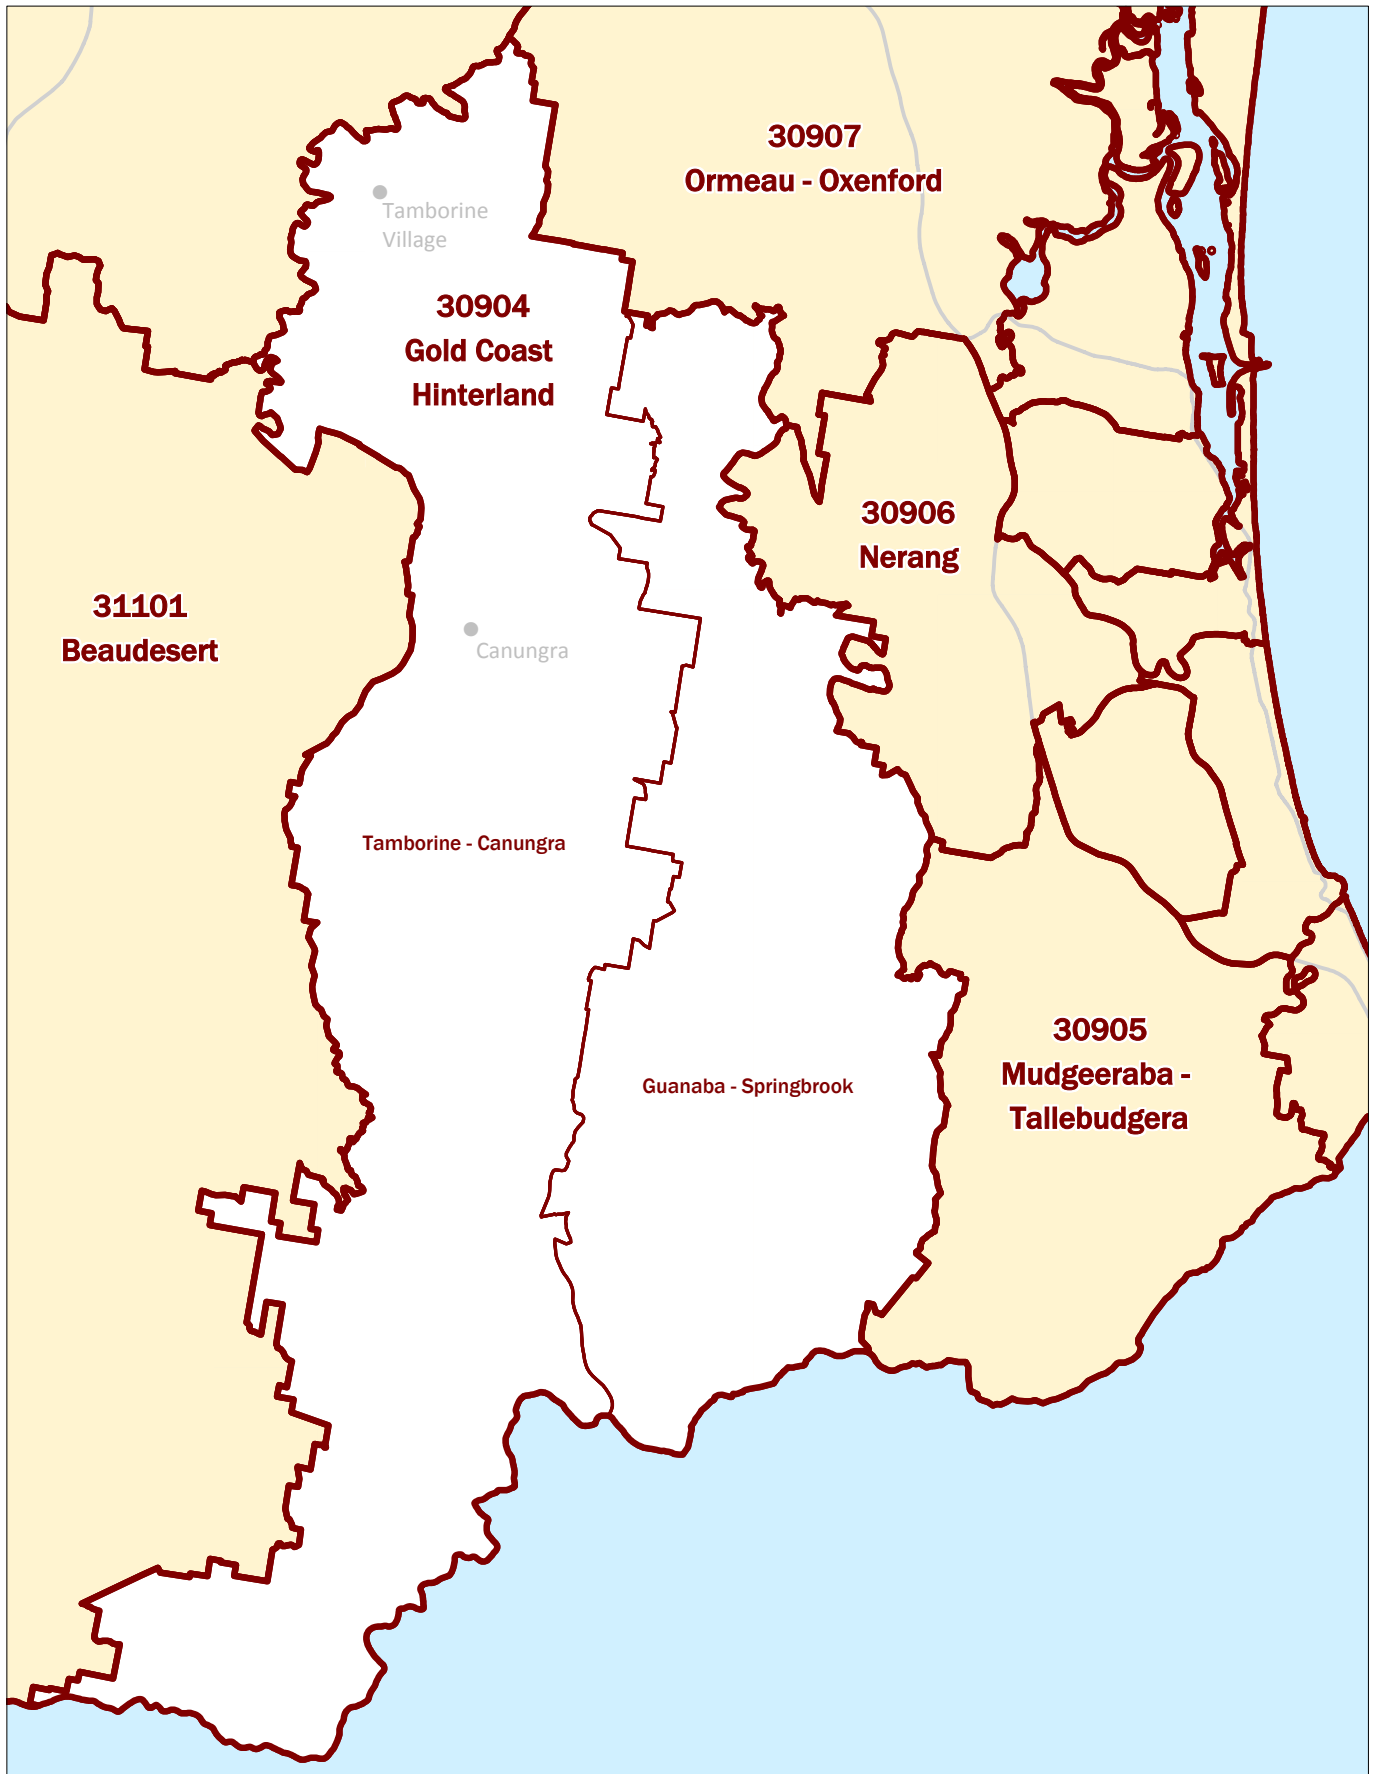 30907
Ormeau - Oxenford
Tamborine
Village
30904
Gold Coast
Hinterland
30906
Nerang
31101
Beaudesert
Canungra
Tamborine - Canungra
30905
Mudgeeraba -
Tallebudgera
Guanaba - Springbrook